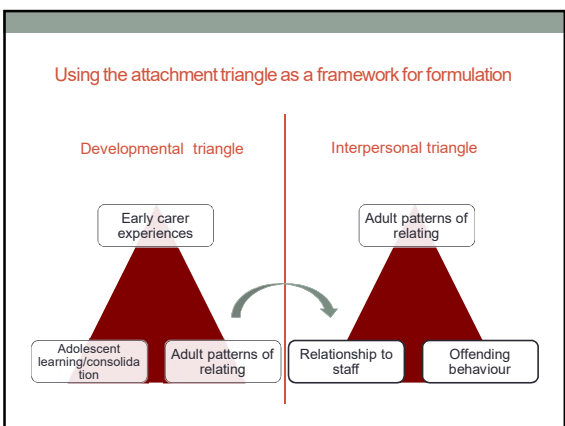 Using the attachment triangle as a framework for formulation
Developmental triangle
Interpersonal triangle
Early carer
experiences
Adult patterns of
relating
Adolescent
learning/consolida
tion
Adult patterns of
relating
Relationship to
staff
Offending
behaviour